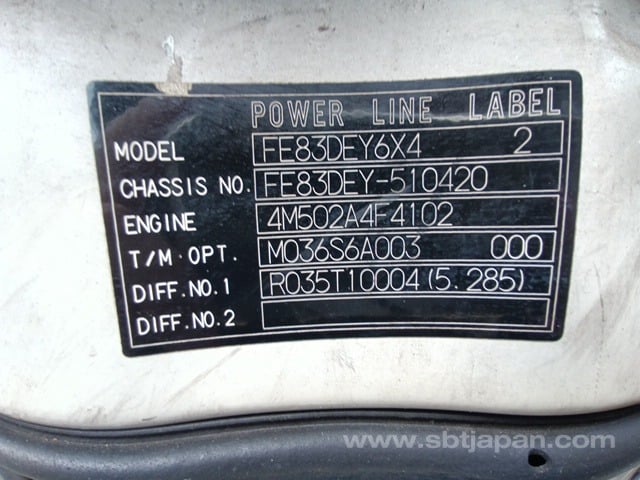 POWER LINE LABEL
MODEL FE83DEY6X4 2
CHASSIS NO. FE83DEY-510420
ENGINE 4M502A4F4102
T/M·OPT. M036S6A003 000
DIFF.NO.1 R035T10004(5.285)
DIFF.NO.2
www.sbtjapan.com